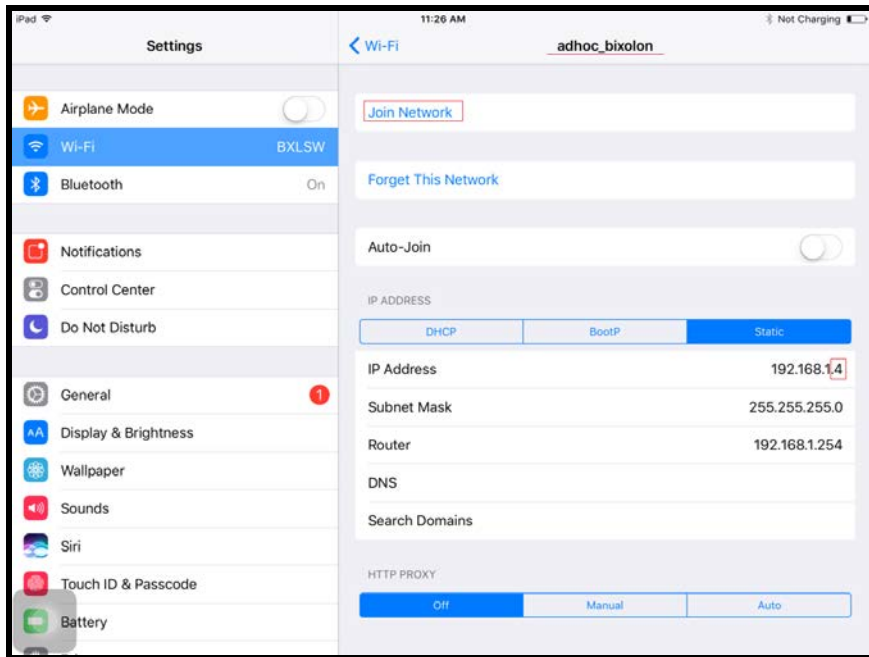 iPad
11:26 AM
Not Charging
Settings
Wi-Fi
adhoc_bixolon
Airplane Mode
Wi-Fi
BXLSW
Bluetooth
On
Notifications
Control Center
Do Not Disturb
General
1
Display & Brightness
AA
Wallpaper
Sounds
Siri
Touch ID & Passcode
Battery
Join Network
Forget This Network
Auto-Join
IP ADDRESS
DHCP
BootP
Static
IP Address
192.168.1.4
Subnet Mask
255.255.255.0
Router
192.168.1.254
DNS
Search Domains
HTTP PROXY
Off
Manual
Auto